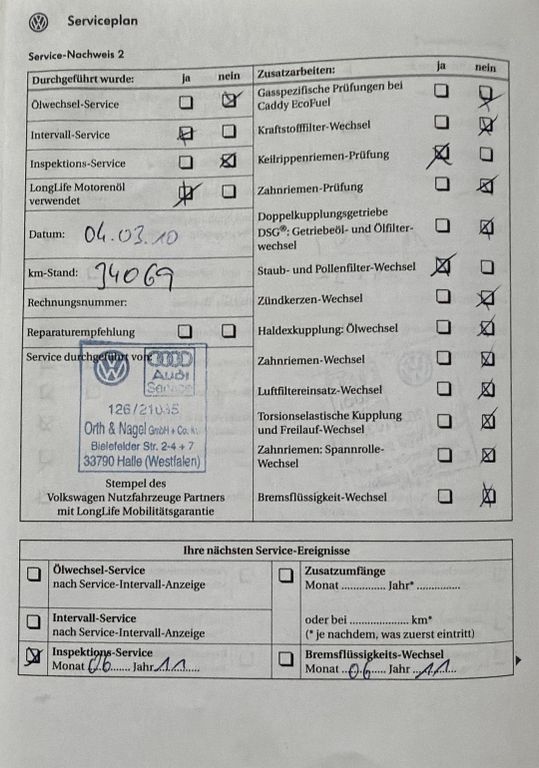 Serviceplan
Service-Nachweis 2
Durchgeführt wurde: ja nein
Ölwechsel-Service
Intervall-Service
Inspektions-Service
LongLife Motorenöl
verwendet
Datum: 04.03.10
km-Stand: 34069
Rechnungsnummer:
Reparaturempfehlung
Service durchgeführt von:
Audi
Service
126/21045
Orth & Nagel GmbH + Co. K
Bielefelder Str. 2-4 + 7
33790 Halle (Westfalen)
Stempel des
Volkswagen Nutzfahrzeuge Partners
mit LongLife Mobilitätsgarantie
Zusatzarbeiten: ja nein
Gasspezifische Prüfungen bei
Caddy EcoFuel
Kraftstofffilter-Wechsel
Keilrippenriemen-Prüfung
Zahnriemen-Prüfung
Doppelkupplungsgetriebe
DSG®: Getriebeöl- und Ölfilter-
wechsel
Staub- und Pollenfilter-Wechsel
Zündkerzen-Wechsel
Haldexkupplung: Ölwechsel
Zahnriemen-Wechsel
Luftfiltereinsatz-Wechsel
Torsionselastische Kupplung
und Freilauf-Wechsel
Zahnriemen: Spannrolle-
Wechsel
Bremsflüssigkeit-Wechsel
Ihre nächsten Service-Ereignisse
Ölwechsel-Service
nach Service-Intervall-Anzeige
Intervall-Service
nach Service-Intervall-Anzeige
Inspektions-Service
Monat 06 Jahr 11
Zusatzumfänge
Monat .............. Jahr* ..............
oder bei .................... km*
(* je nachdem, was zuerst eintritt)
Bremsflüssigkeits-Wechsel
Monat 06 Jahr 11